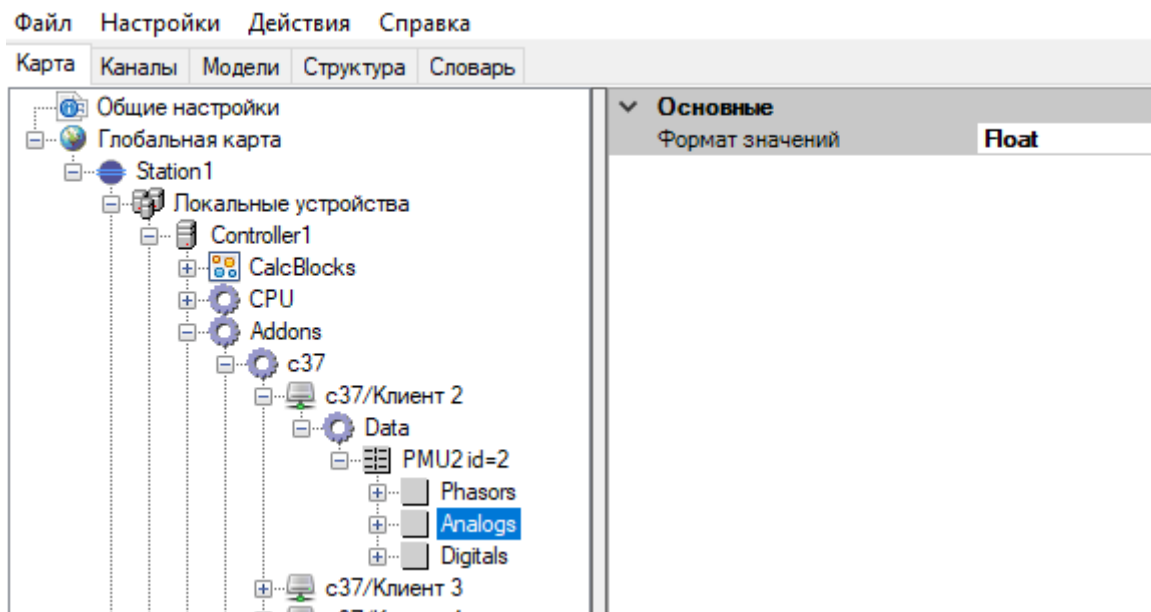 Файл Настройки Действия Справка
Карта Каналы Модели Структура Словарь
Общие настройки
Глобальная карта
Station1
Локальные устройства
Controller1
CalcBlocks
CPU
Addons
c37
c37/Клиент 2
Data
PMU2 id=2
Phasors
Analogs
Digitals
c37/Клиент 3
Основные
Формат значений Float